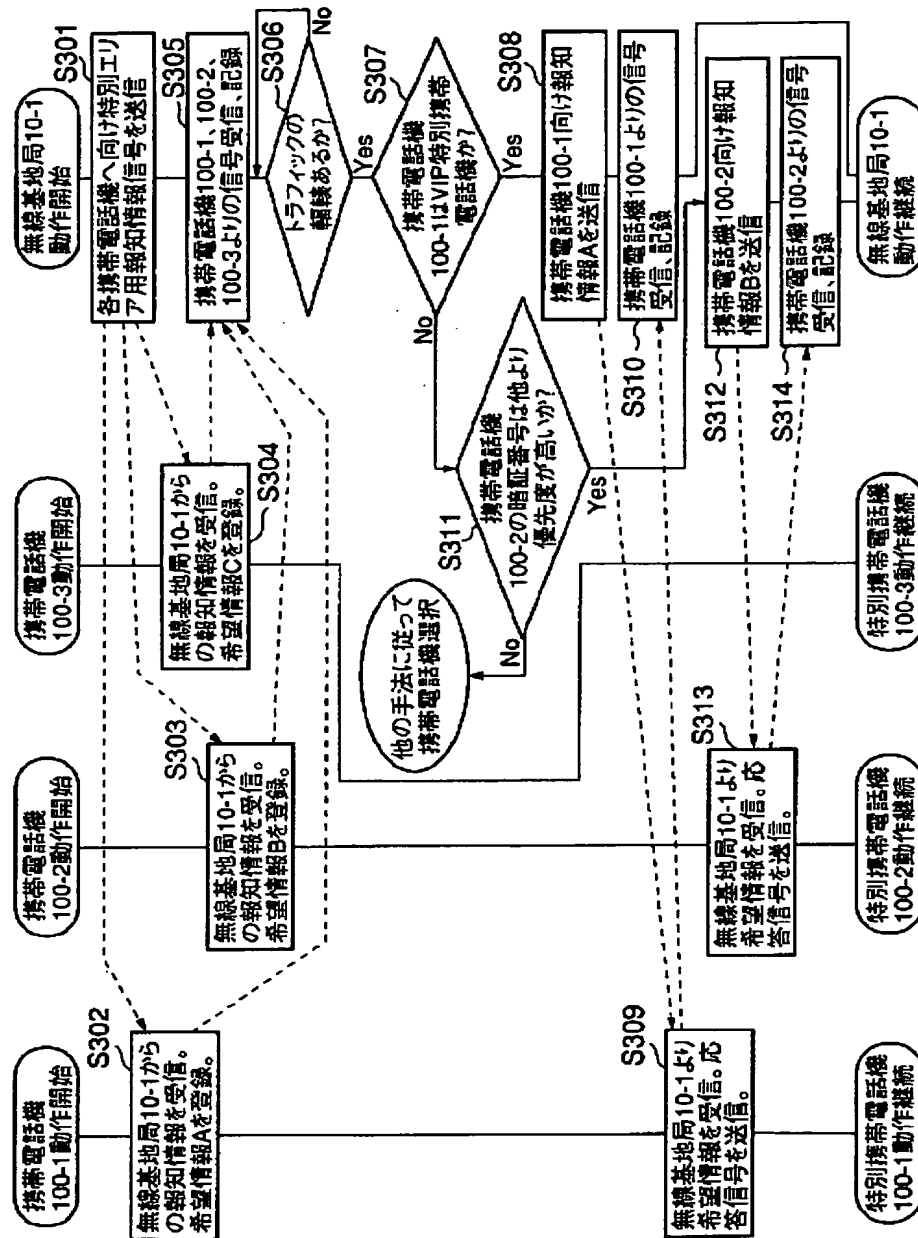 携帯電話機
100-1動作開始
携帯電話機
100-2動作開始
携帯電話機
100-3動作開始
無線基地局10-1
動作開始
S301
各携帯電話機へ向け特別エリ
ア用報知情報信号を送信
S302
無線基地局10-1から
の報知情報を受信。
希望情報Aを登録。
S303
無線基地局10-1から
の報知情報を受信。
希望情報Bを登録。
S304
無線基地局10-1から
の報知情報を受信。
希望情報Cを登録。
S305
携帯電話機100-1、100-2、
100-3よりの信号受信、記録
S306
トラフィックの
輻輳あるか?
No
Yes
S307
携帯電話機
100-1はVIP特別携帯
電話機か?
No
Yes
S308
携帯電話機100-1向け報知
情報Aを送信
S309
無線基地局10-1より
希望情報を受信。応
答信号を送信。
S310
携帯電話機100-1よりの信号
受信、記録
S311
携帯電話機
100-2の暗証番号は他より
優先度が高いか?
No
Yes
他の手法に従って
携帯電話機選択
S312
携帯電話機100-2向け報知
情報Bを送信
S313
無線基地局10-1より
希望情報を受信。応
答信号を送信。
S314
携帯電話機100-2よりの信号
受信、記録
特別携帯電話機
100-1動作継続
特別携帯電話機
100-2動作継続
特別携帯電話機
100-3動作継続
無線基地局10-1
動作継続